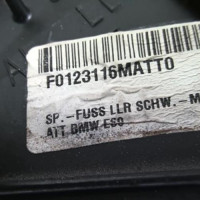 F0123116MATT0
SP.-FUSS LLR SCHW.-M
ATT BMW E60